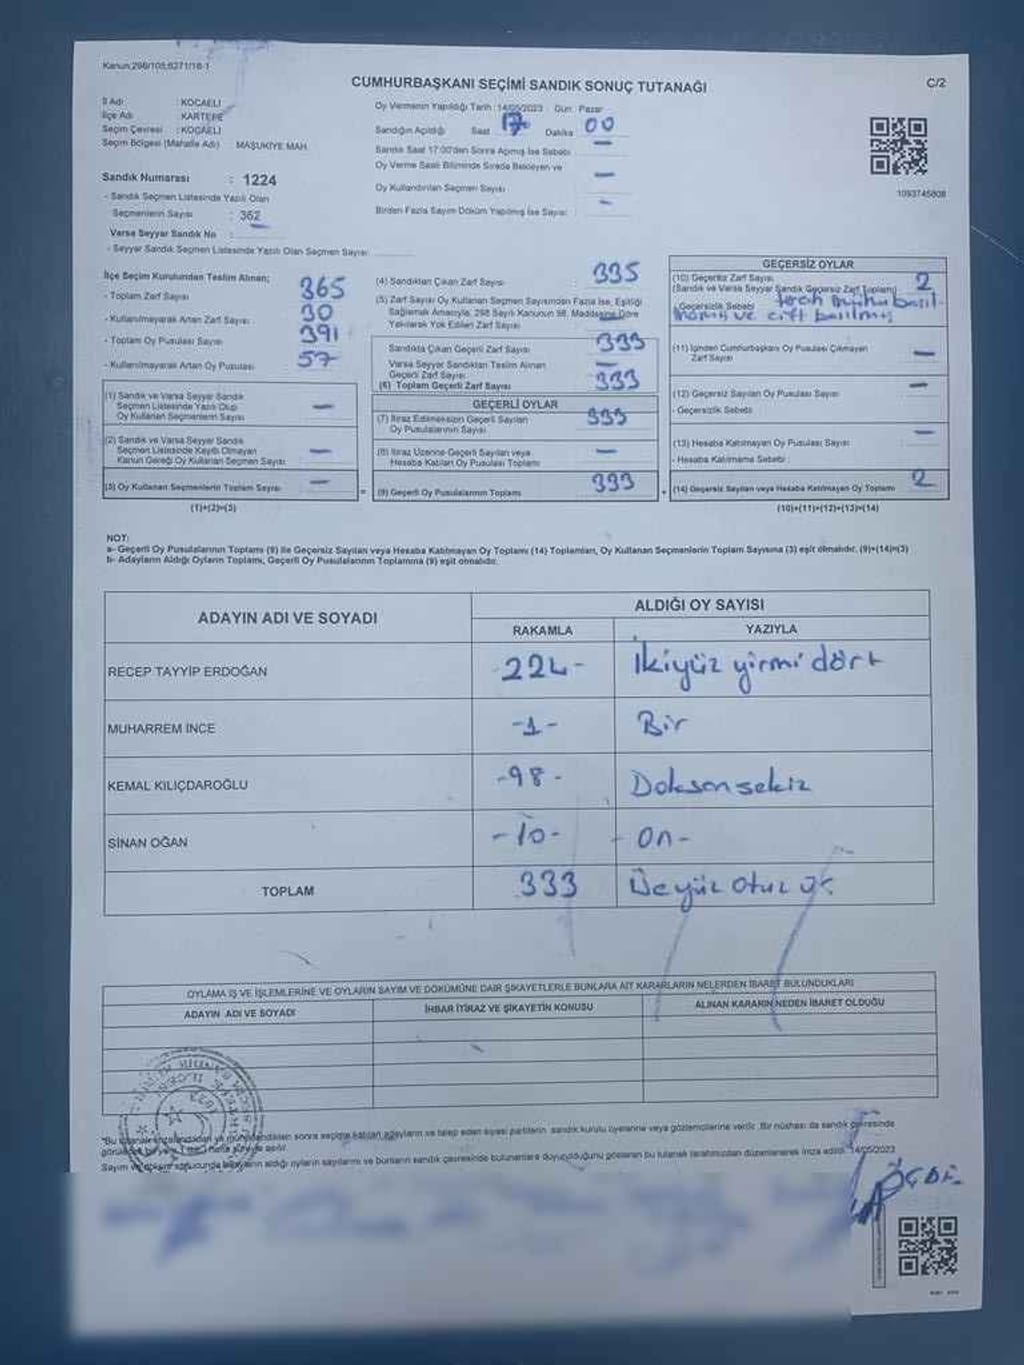 Kanun:298/105;6271/18-1
CUMHURBAŞKANI SEÇİMİ SANDIK SONUÇ TUTANAĞI
C/2
İl Adı : KOCAELİ
İlçe Adı : KARTEPE
Seçim Çevresi : KOCAELİ
Seçim Bölgesi (Mahalle Adı) MAŞUKİYE MAH.
Sandık Numarası : 1224
- Sandık Seçmen Listesinde Yazılı Olan
Seçmenlerin Sayısı : 362
Varsa Seyyar Sandık No :
- Seyyar Sandık Seçmen Listesinde Yazılı Olan Seçmen Sayısı:
Oy Vermenin Yapıldığı Tarih : 14/05/2023 Gün: Pazar
Sandığın Açıldığı Saat 17 Dakika 00
Sandık Saat 17:00'den Sonra Açılmış İse Sebebi —
Oy Verme Saati Bitiminde Sırada Bekleyen ve
Oy Kullandırılan Seçmen Sayısı —
Birden Fazla Sayım Döküm Yapılmış İse Sayısı : -
1093745808
İlçe Seçim Kurulundan Teslim Alınan;
- Toplam Zarf Sayısı 365
- Kullanılmayarak Artan Zarf Sayısı 30
- Toplam Oy Pusulası Sayısı 391
- Kullanılmayarak Artan Oy Pusulası 57
(1) Sandık ve Varsa Seyyar Sandık
Seçmen Listesinde Yazılı Olup
Oy Kullanan Seçmenlerin Sayısı —
(2) Sandık ve Varsa Seyyar Sandık
Seçmen Listesinde Kayıtlı Olmayan
Kanun Gereği Oy Kullanan Seçmen Sayısı —
(3) Oy Kullanan Seçmenlerin Toplam Sayısı —
(1)+(2)=(3)
(4) Sandıktan Çıkan Zarf Sayısı 335
(5) Zarf Sayısı Oy Kullanan Seçmen Sayısından Fazla İse, Eşitliği
Sağlamak Amacıyla; 298 Sayılı Kanunun 98. Maddesine Göre
Yakılarak Yok Edilen Zarf Sayısı —
Sandıkta Çıkan Geçerli Zarf Sayısı 333
Varsa Seyyar Sandıktan Teslim Alınan
Geçerli Zarf Sayısı —
(6) Toplam Geçerli Zarf Sayısı 333
GEÇERLİ OYLAR
(7) İtiraz Edilmeksizin Geçerli Sayılan
Oy Pusulalarının Sayısı 333
(8) İtiraz Üzerine Geçerli Sayılan veya
Hesaba Katılan Oy Pusulası Toplamı —
= (9) Geçerli Oy Pusulalarının Toplamı 333
GEÇERSİZ OYLAR
(10) Geçersiz Zarf Sayısı 2
(Sandık ve Varsa Seyyar Sandık Geçersiz Zarf Toplamı)
- Geçersizlik Sebebi tercih mührü basıl-
mamış ve çift basılmış
(11) İçinden Cumhurbaşkanı Oy Pusulası Çıkmayan
Zarf Sayısı —
(12) Geçersiz Sayılan Oy Pusulası Sayısı —
- Geçersizlik Sebebi
(13) Hesaba Katılmayan Oy Pusulası Sayısı —
- Hesaba Katılmama Sebebi :
+ (14) Geçersiz Sayılan veya Hesaba Katılmayan Oy Toplamı 2
(10)+(11)+(12)+(13)=(14)
NOT:
a- Geçerli Oy Pusulalarının Toplamı (9) ile Geçersiz Sayılan veya Hesaba Katılmayan Oy Toplamı (14) Toplamları, Oy Kullanan Seçmenlerin Toplam Sayısına (3) eşit olmalıdır. (9)+(14)=(3)
b- Adayların Aldığı Oyların Toplamı, Geçerli Oy Pusulalarının Toplamına (9) eşit olmalıdır.
ADAYIN ADI VE SOYADI
ALDIĞI OY SAYISI
RAKAMLA YAZIYLA
RECEP TAYYİP ERDOĞAN -224- İkiyüz yirmi dört
MUHARREM İNCE -1- Bir
KEMAL KILIÇDAROĞLU -98- Doksansekiz
SİNAN OĞAN -10- - On -
TOPLAM 333 Üçyüz otuz üç
OYLAMA İŞ VE İŞLEMLERİNE VE OYLARIN SAYIM VE DÖKÜMÜNE DAİR ŞİKAYETLERLE BUNLARA AİT KARARLARIN NELERDEN İBARET BULUNDUKLARI
ADAYIN ADI VE SOYADI İHBAR İTİRAZ VE ŞİKAYETİN KONUSU ALINAN KARARIN NEDEN İBARET OLDUĞU
*Bu tutanak imzalandıktan ve mühürlendikten sonra seçime katılan adayların ve talep eden siyasi partilerin sandık kurulu üyelerine veya gözlemcilerine verilir. Bir nüshası da sandık çevresinde
görülecek bir yere 1 (bir) hafta süreyle asılır.
Sayım ve döküm sonucunda adayların aldığı oyların sayılarını ve bunların sandık çevresinde bulunanlara duyurulduğunu gösteren bu tutanak tarafımızdan düzenlenerek imza edildi. 14/05/2023